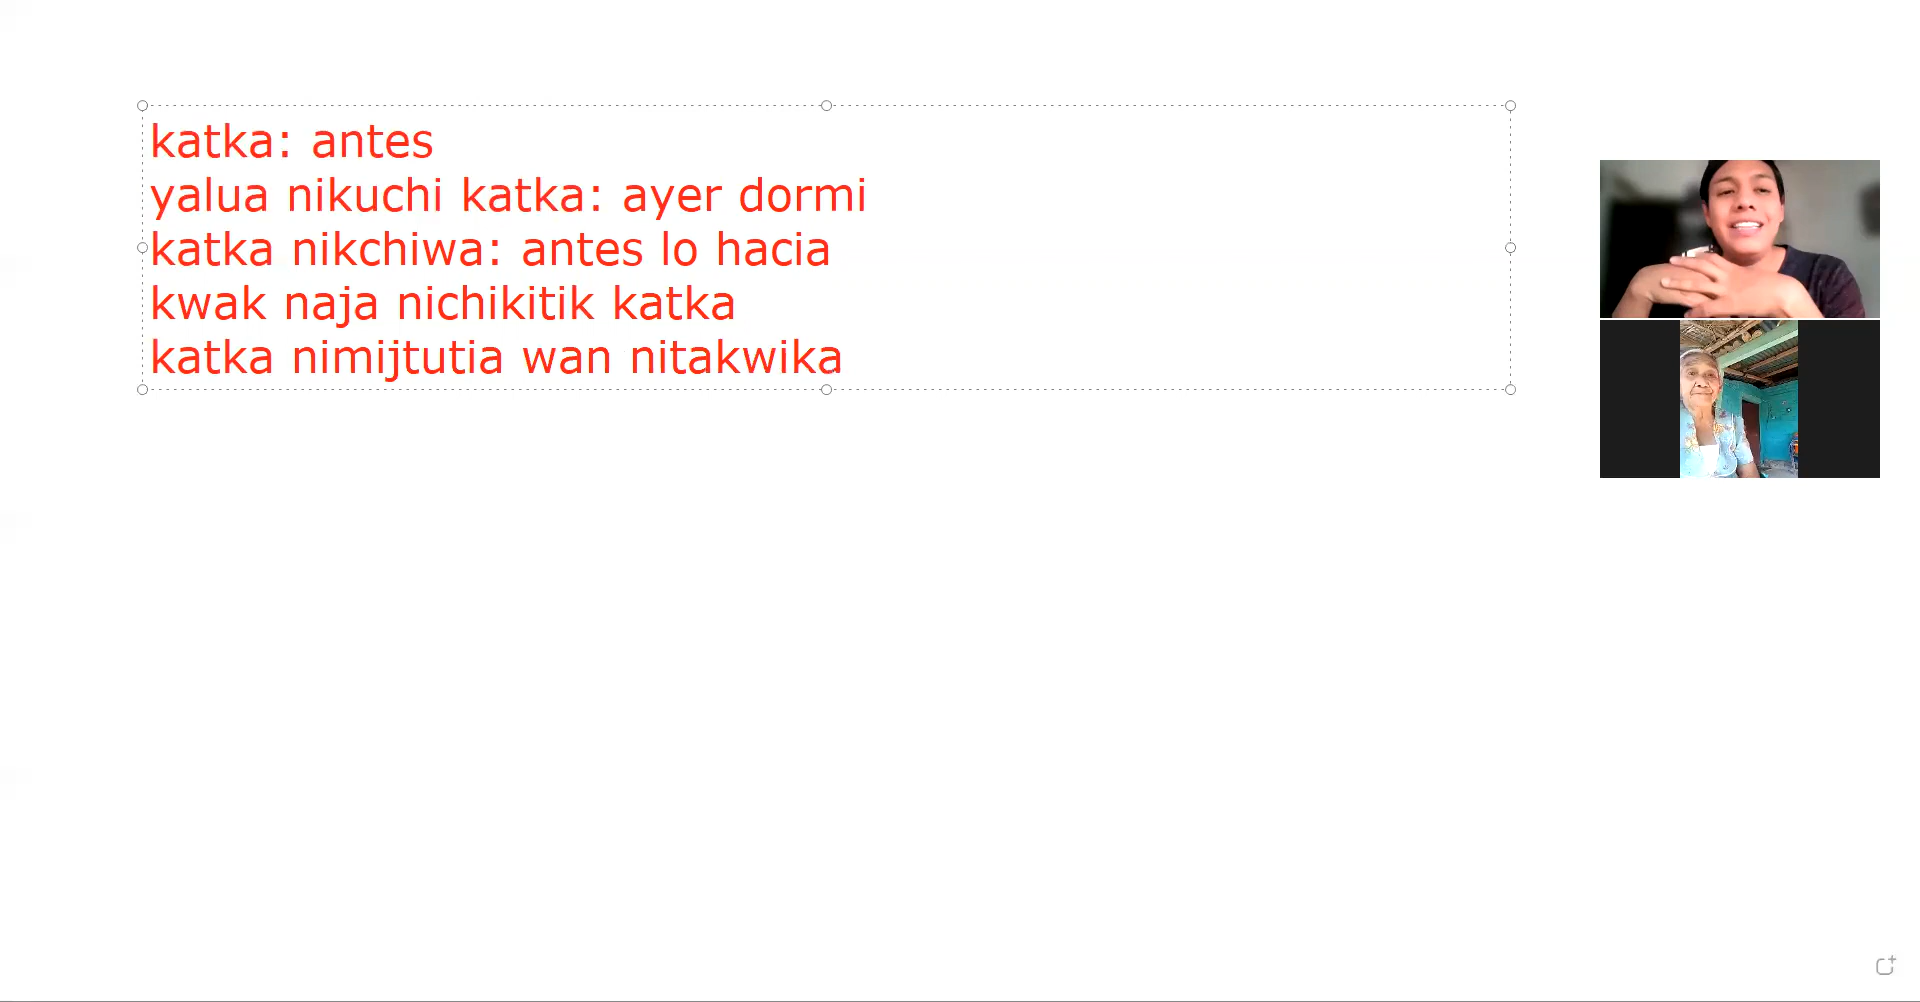 katka: antes
yalua nikuchi katka: ayer dormi
katka nikchiwa: antes lo hacia
kwak naja nichikitik katka
katka nimijtutia wan nitakwika